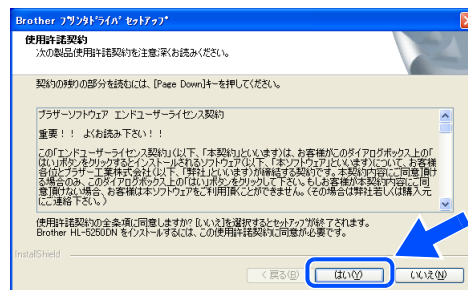 Brother プリンタドライバ セットアップ
使用許諾契約
次の製品使用許諾契約を注意深くお読みください。
契約の残りの部分を読むには、[Page Down]キーを押してください。
ブラザーソフトウェア エンドユーザーライセンス契約
重要！！ よくお読み下さい！！
この「エンドユーザーライセンス契約」(以下、「本契約」といいます)は、お客様がこのダイアログボックス上の「
はい」ボタンをクリックするとインストールされるソフトウェア(以下、「本ソフトウェア」といいます)について、お客様
各位とブラザー工業株式会社(以下、「弊社」といいます)が締結する契約です。本契約内容にご同意頂け
る場合のみ、このダイアログボックス上の「はい」ボタンをクリックして下さい。もしお客様が本契約内容にご同
意頂けない場合、お客様は本ソフトウェアをご利用頂くことができません。(その場合は弊社若しくは購入元
にご連絡下さい。)
使用許諾契約の全条項に同意しますか? [いいえ]を選択するとセットアップが終了されます。
Brother HL-5250DN をインストールするには、この使用許諾契約に同意が必要です。
InstallShield
< 戻る(B)
はい(Y)
いいえ(N)